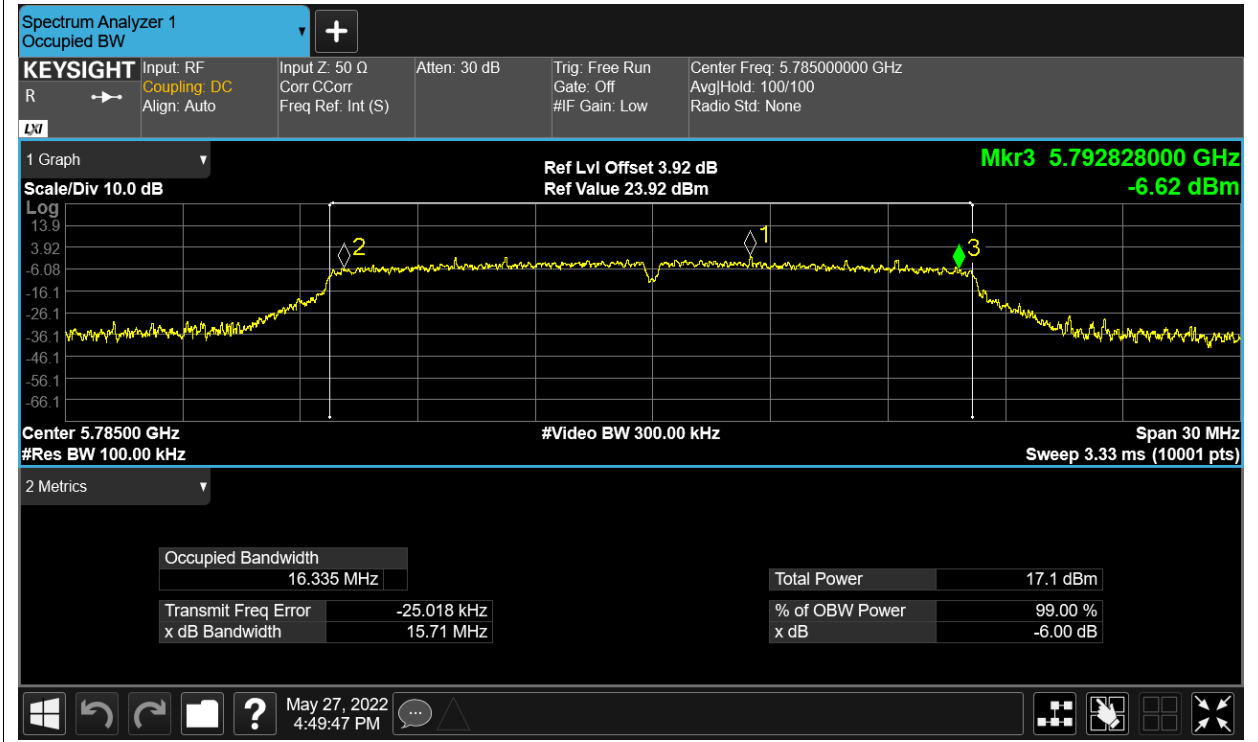 Spectrum Analyzer 1
Occupied BW
+
KEYSIGHT
R
LXI
Input: RF
Coupling: DC
Align: Auto
Input Z: 50 Ω
Corr CCorr
Freq Ref: Int (S)
Atten: 30 dB
Trig: Free Run
Gate: Off
#IF Gain: Low
Center Freq: 5.785000000 GHz
Avg|Hold: 100/100
Radio Std: None
1 Graph
Scale/Div 10.0 dB
Ref Lvl Offset 3.92 dB
Ref Value 23.92 dBm
Mkr3 5.792828000 GHz
-6.62 dBm
Log
13.9
3.92
-6.08
-16.1
-26.1
-36.1
-46.1
-56.1
-66.1
2
1
3
Center 5.78500 GHz
#Res BW 100.00 kHz
#Video BW 300.00 kHz
Span 30 MHz
Sweep 3.33 ms (10001 pts)
2 Metrics
Occupied Bandwidth
16.335 MHz
Transmit Freq Error -25.018 kHz
x dB Bandwidth 15.71 MHz
Total Power 17.1 dBm
% of OBW Power 99.00 %
x dB -6.00 dB
?
May 27, 2022
4:49:47 PM